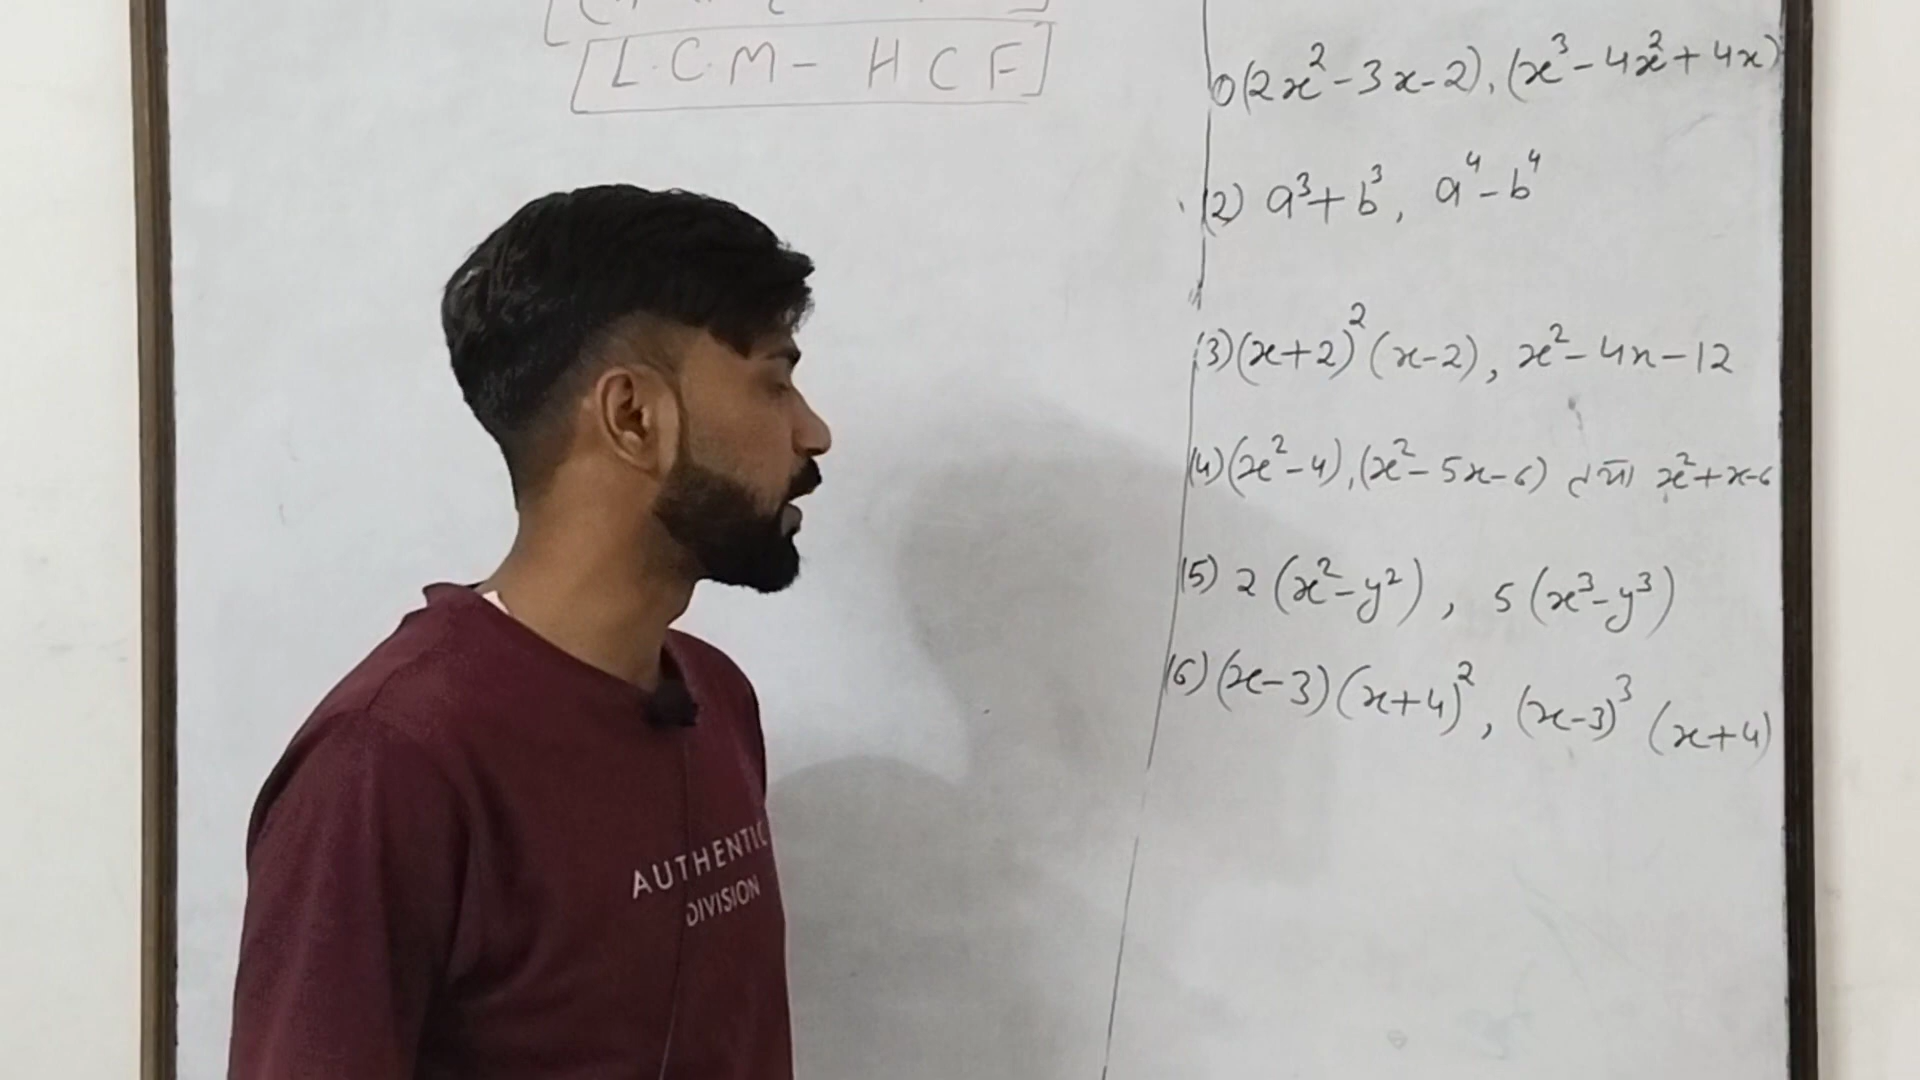 L.C.M - HCF
(1) (2x² - 3x - 2), (x³ - 4x² + 4x)
(2) a³ + b³, a⁴ - b⁴
(3) (x+2)² (x-2), x² - 4x - 12
(4) (x² - 4), (x² - 5x - 6) तथा x² + x - 6
(5) 2 (x² - y²), 5 (x³ - y³)
(6) (x-3) (x+4)², (x-3)³ (x+4)
AUTHENTIC
DIVISION